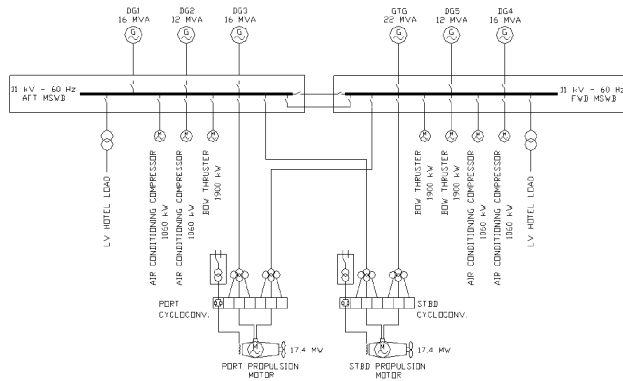 DG1
16 MVA
DG2
12 MVA
DG3
16 MVA
GTG
22 MVA
DG5
12 MVA
DG4
16 MVA
G
G
G
G
G
G
11 kV - 60 Hz
AFT MSWB
11 kV - 60 Hz
FWD MSWB
M
M
M
M
M
M
M
LV HOTEL LOAD
AIR CONDITIONING COMPRESSOR
1060 kW
AIR CONDITIONING COMPRESSOR
1060 kW
BOW THRUSTER
1900 kW
BOW THRUSTER
1900 kW
BOW THRUSTER
1900 kW
AIR CONDITIONING COMPRESSOR
1060 kW
AIR CONDITIONING COMPRESSOR
1060 kW
LV HOTEL LOAD
PORT
CYCLOCONV.
STBD
CYCLOCONV.
M
17,4 MW
M
17,4 MW
PORT PROPULSION
MOTOR
STBD PROPULSION
MOTOR